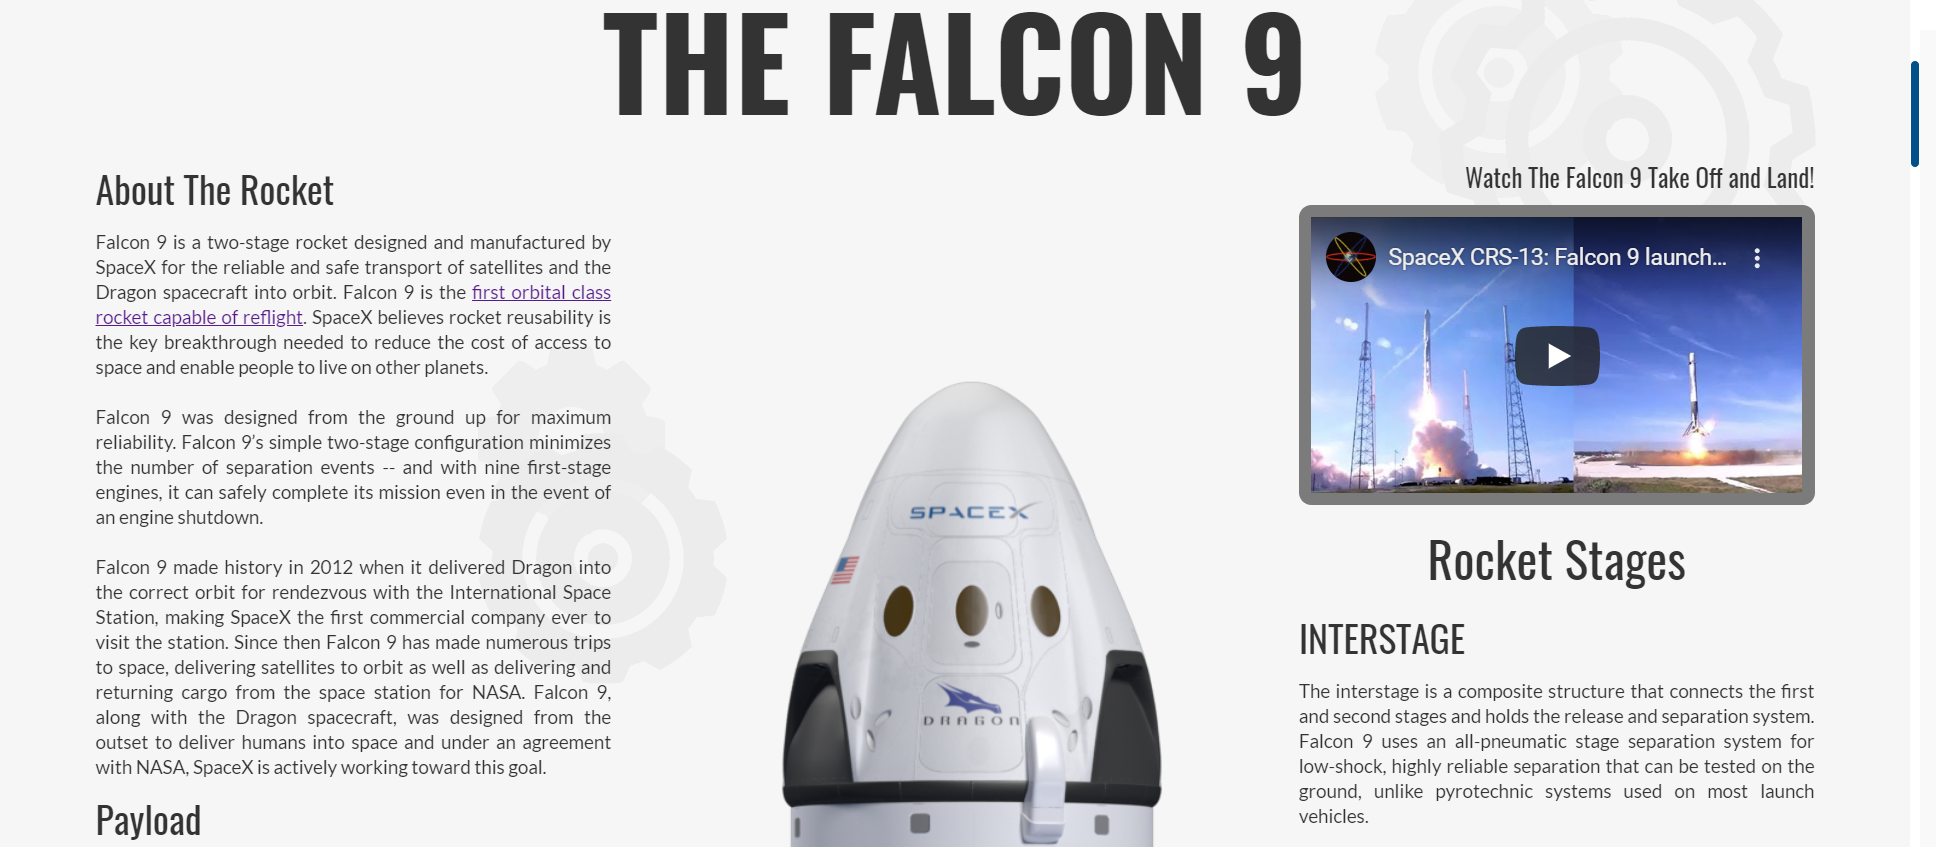 THE FALCON 9
About The Rocket
Falcon 9 is a two-stage rocket designed and manufactured by
SpaceX for the reliable and safe transport of satellites and the
Dragon spacecraft into orbit. Falcon 9 is the first orbital class
rocket capable of reflight. SpaceX believes rocket reusability is
the key breakthrough needed to reduce the cost of access to
space and enable people to live on other planets.
Falcon 9 was designed from the ground up for maximum
reliability. Falcon 9’s simple two-stage configuration minimizes
the number of separation events -- and with nine first-stage
engines, it can safely complete its mission even in the event of
an engine shutdown.
Falcon 9 made history in 2012 when it delivered Dragon into
the correct orbit for rendezvous with the International Space
Station, making SpaceX the first commercial company ever to
visit the station. Since then Falcon 9 has made numerous trips
to space, delivering satellites to orbit as well as delivering and
returning cargo from the space station for NASA. Falcon 9,
along with the Dragon spacecraft, was designed from the
outset to deliver humans into space and under an agreement
with NASA, SpaceX is actively working toward this goal.
Payload
SPACEX
DRAGON
Watch The Falcon 9 Take Off and Land!
SpaceX CRS-13: Falcon 9 launch...
Rocket Stages
INTERSTAGE
The interstage is a composite structure that connects the first
and second stages and holds the release and separation system.
Falcon 9 uses an all-pneumatic stage separation system for
low-shock, highly reliable separation that can be tested on the
ground, unlike pyrotechnic systems used on most launch
vehicles.